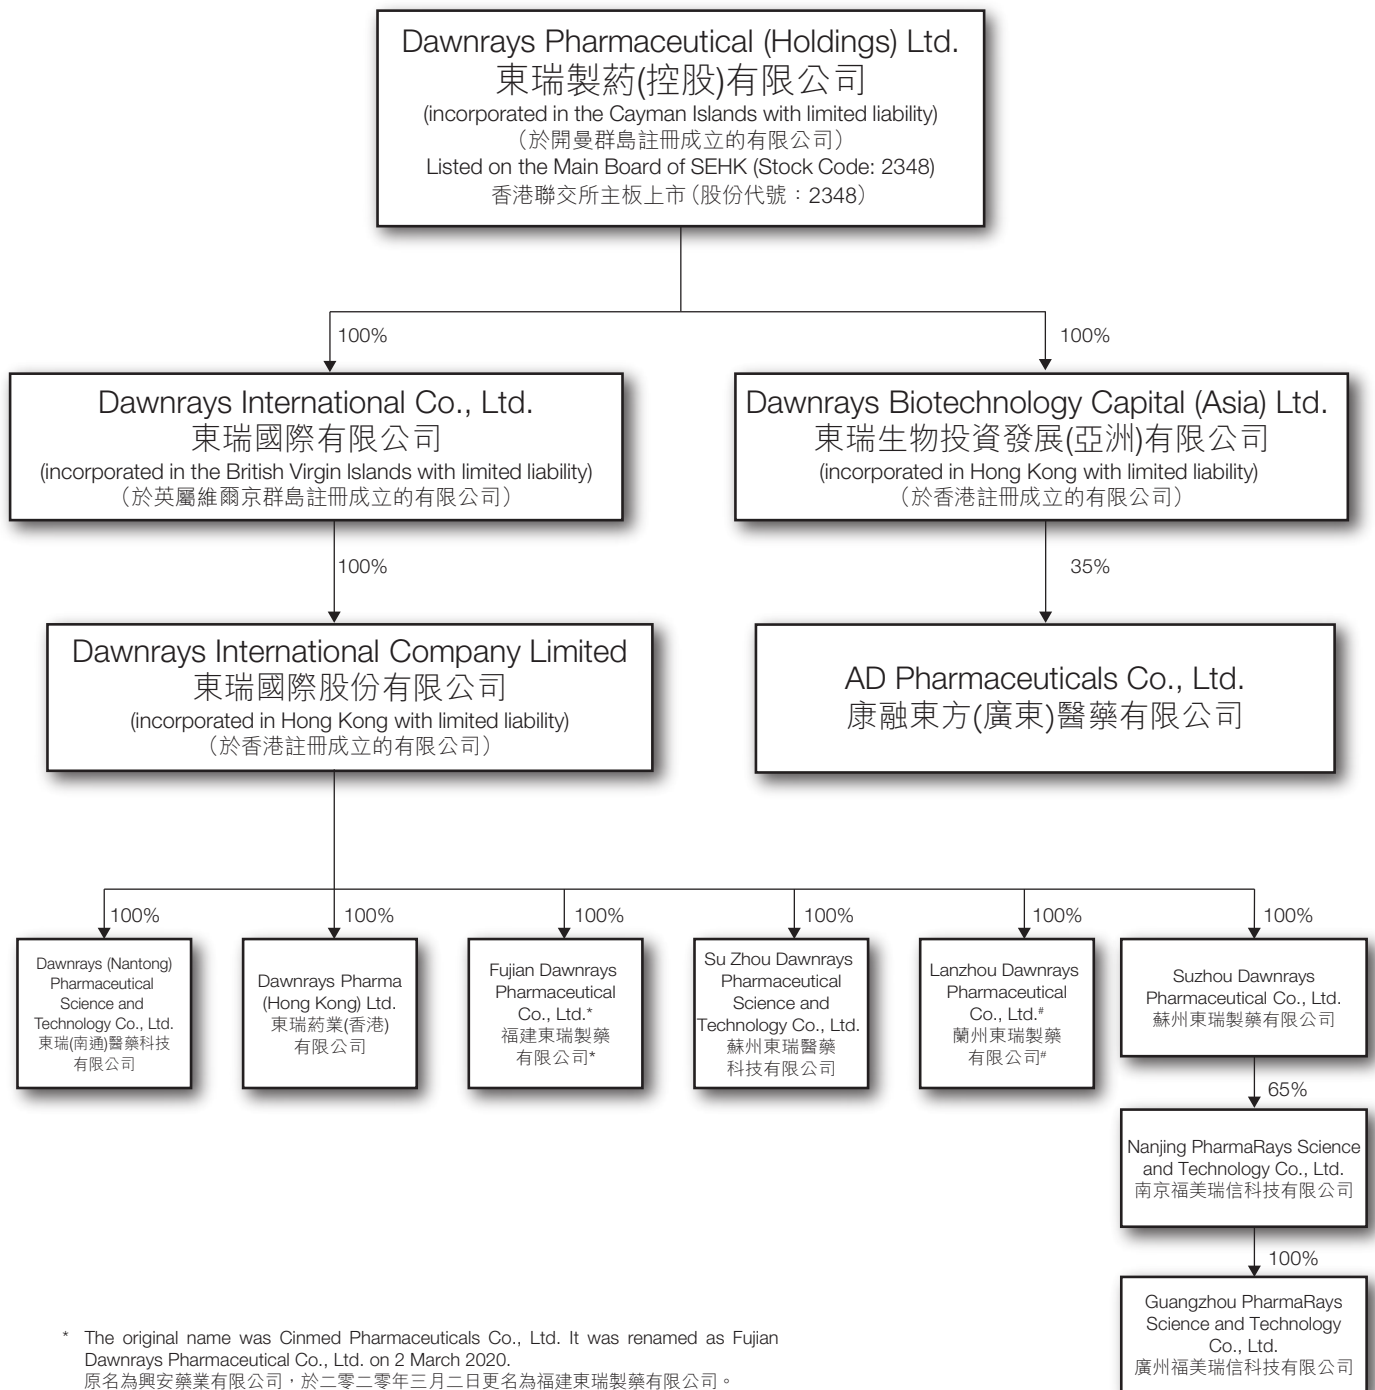 Dawnrays Pharmaceutical (Holdings) Ltd.
東瑞製葯(控股)有限公司
(incorporated in the Cayman Islands with limited liability)
（於開曼群島註冊成立的有限公司）
Listed on the Main Board of SEHK (Stock Code: 2348)
香港聯交所主板上市（股份代號：2348）
100%
100%
Dawnrays International Co., Ltd.
東瑞國際有限公司
(incorporated in the British Virgin Islands with limited liability)
（於英屬維爾京群島註冊成立的有限公司）
Dawnrays Biotechnology Capital (Asia) Ltd.
東瑞生物投資發展(亞洲)有限公司
(incorporated in Hong Kong with limited liability)
（於香港註冊成立的有限公司）
100%
35%
Dawnrays International Company Limited
東瑞國際股份有限公司
(incorporated in Hong Kong with limited liability)
（於香港註冊成立的有限公司）
AD Pharmaceuticals Co., Ltd.
康融東方(廣東)醫藥有限公司
100%
100%
100%
100%
100%
100%
Dawnrays (Nantong)
Pharmaceutical
Science and
Technology Co., Ltd.
東瑞(南通)醫藥科技
有限公司
Dawnrays Pharma
(Hong Kong) Ltd.
東瑞葯業(香港)
有限公司
Fujian Dawnrays
Pharmaceutical
Co., Ltd.*
福建東瑞製藥
有限公司*
Su Zhou Dawnrays
Pharmaceutical
Science and
Technology Co., Ltd.
蘇州東瑞醫藥
科技有限公司
Lanzhou Dawnrays
Pharmaceutical
Co., Ltd.#
蘭州東瑞製藥
有限公司#
Suzhou Dawnrays
Pharmaceutical Co., Ltd.
蘇州東瑞製藥有限公司
65%
Nanjing PharmaRays Science
and Technology Co., Ltd.
南京福美瑞信科技有限公司
100%
Guangzhou PharmaRays
Science and Technology
Co., Ltd.
廣州福美瑞信科技有限公司
* The original name was Cinmed Pharmaceuticals Co., Ltd. It was renamed as Fujian
Dawnrays Pharmaceutical Co., Ltd. on 2 March 2020.
原名為興安藥業有限公司，於二零二零年三月二日更名為福建東瑞製藥有限公司。